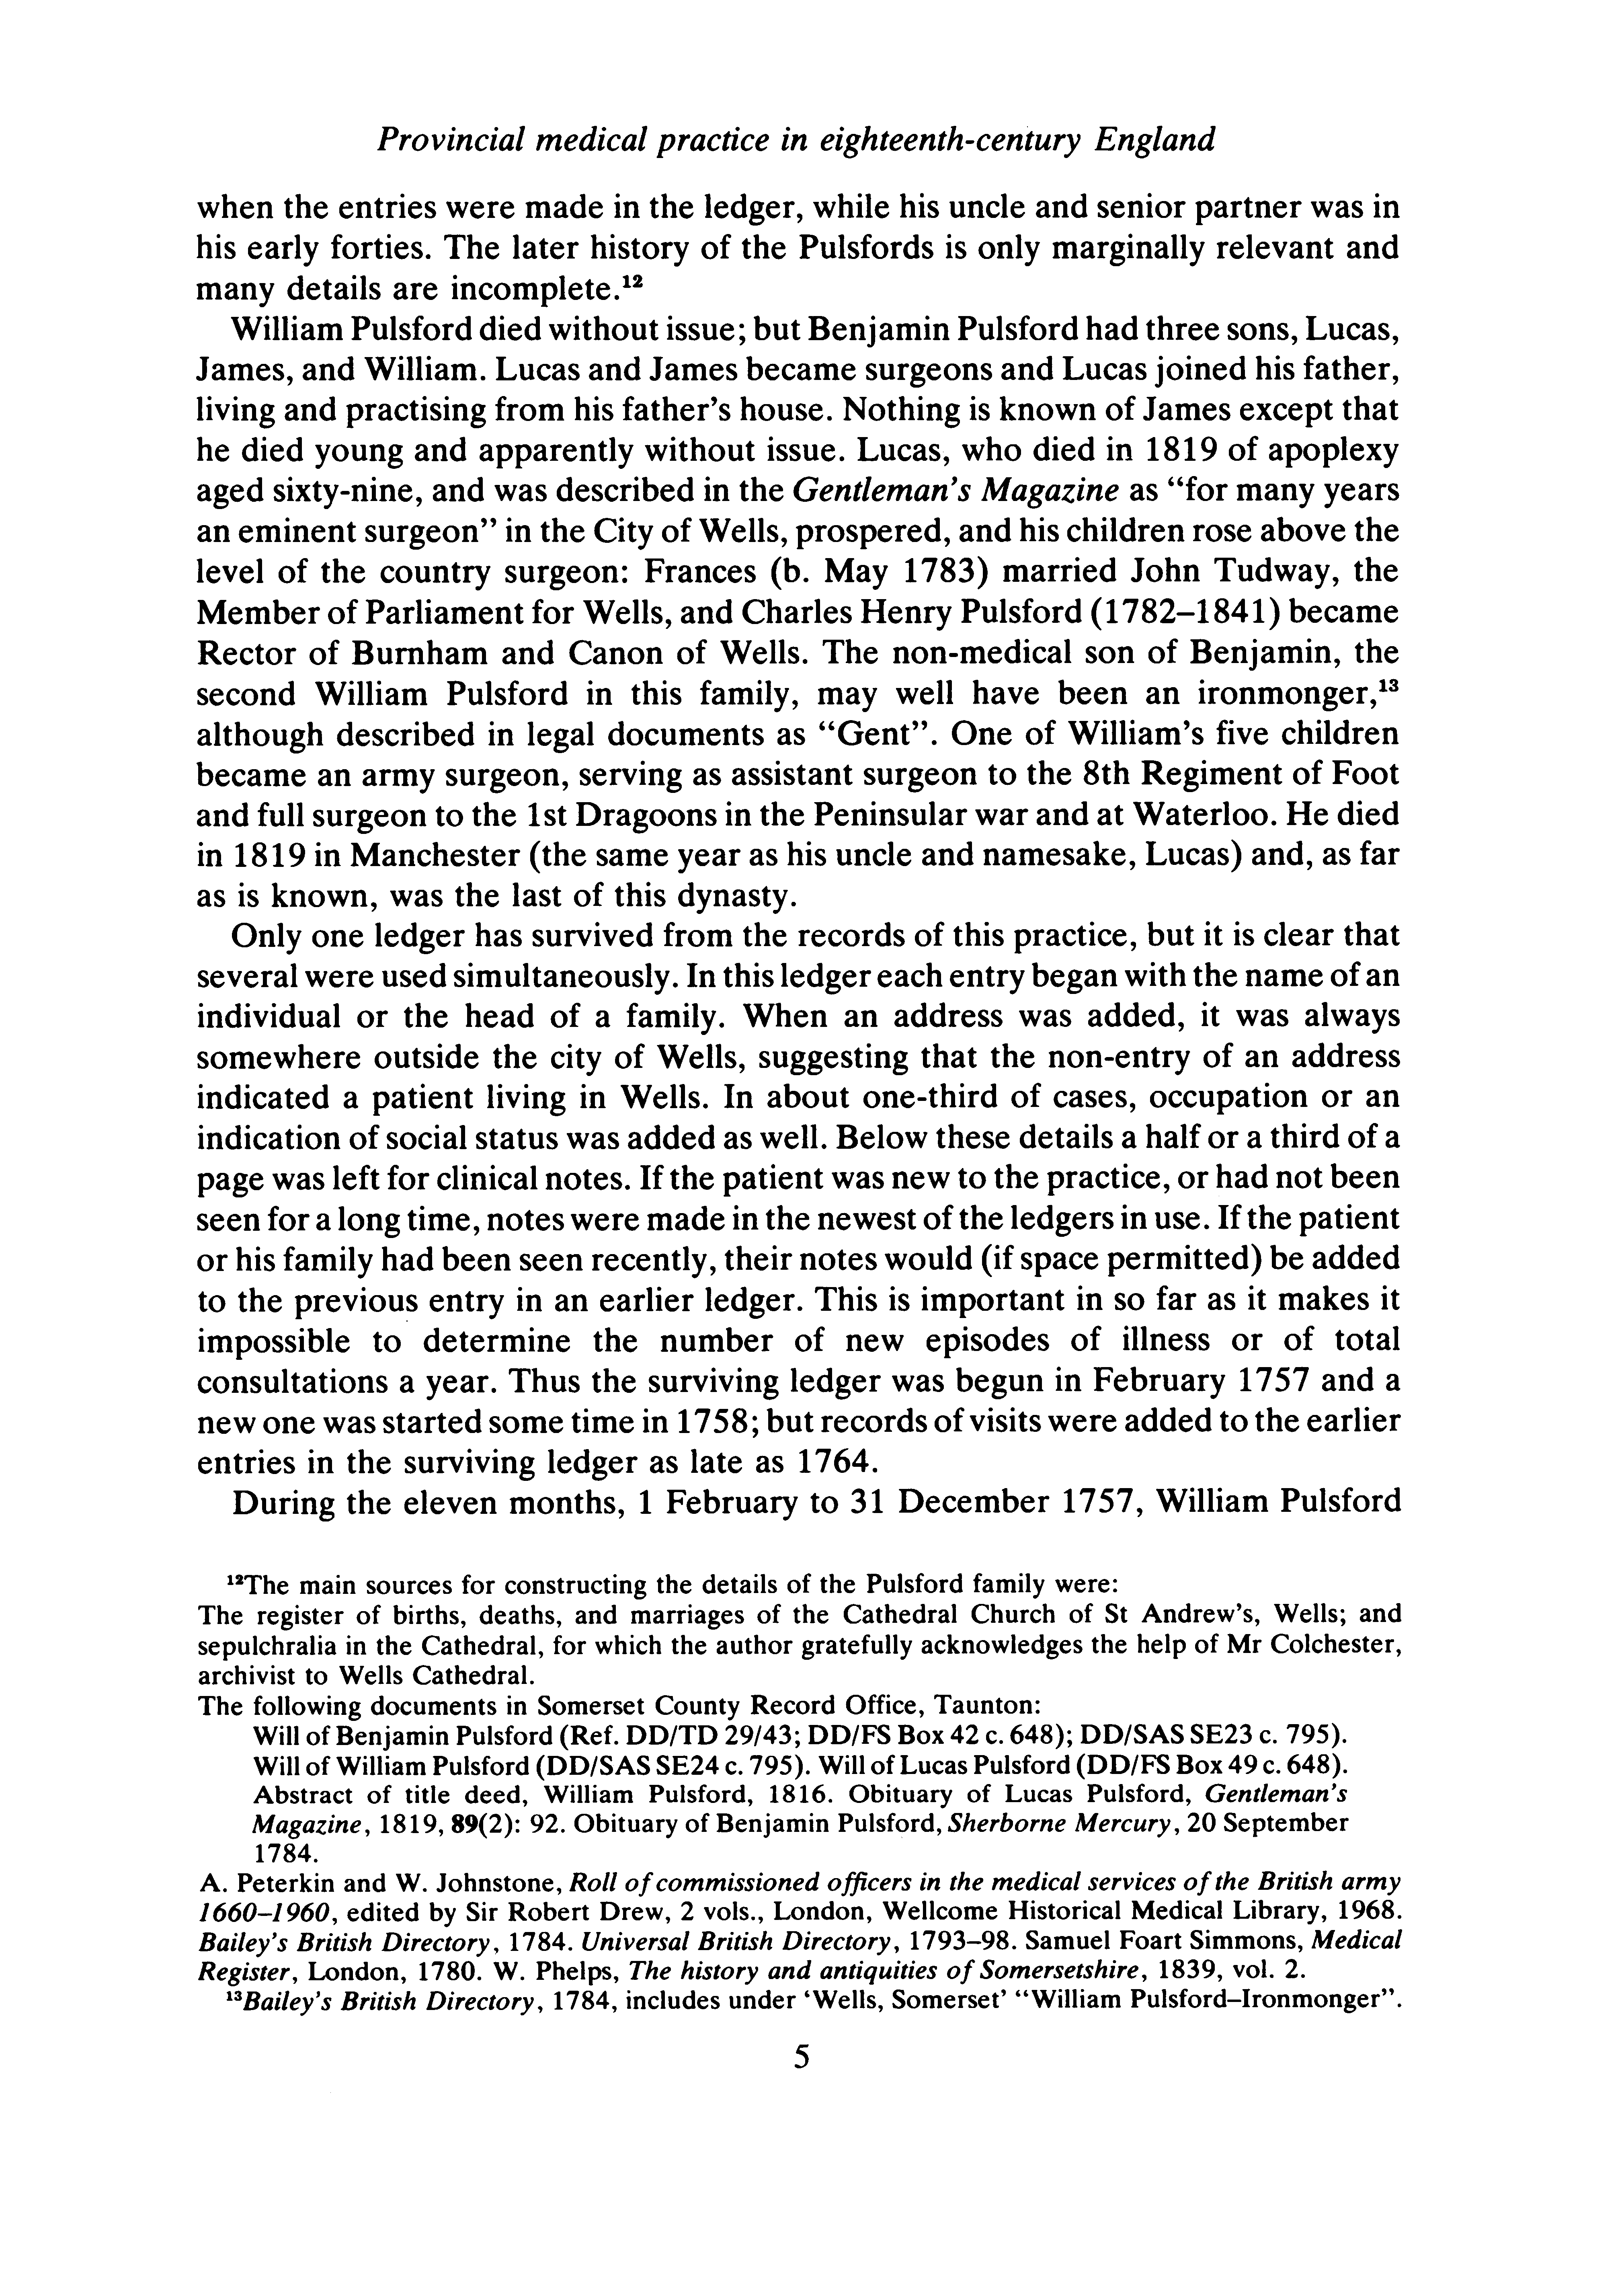 Provincial medical practice in eighteenth-century England
when the entries were made in the ledger, while his uncle and senior partner was in
his early forties. The later history of the Pulsfords is only marginally relevant and
many details are incomplete.¹²
William Pulsford died without issue; but Benjamin Pulsford had three sons, Lucas,
James, and William. Lucas and James became surgeons and Lucas joined his father,
living and practising from his father's house. Nothing is known of James except that
he died young and apparently without issue. Lucas, who died in 1819 of apoplexy
aged sixty-nine, and was described in the Gentleman's Magazine as “for many years
an eminent surgeon” in the City of Wells, prospered, and his children rose above the
level of the country surgeon: Frances (b. May 1783) married John Tudway, the
Member of Parliament for Wells, and Charles Henry Pulsford (1782–1841) became
Rector of Burnham and Canon of Wells. The non-medical son of Benjamin, the
second William Pulsford in this family, may well have been an ironmonger,¹³
although described in legal documents as “Gent”. One of William's five children
became an army surgeon, serving as assistant surgeon to the 8th Regiment of Foot
and full surgeon to the 1st Dragoons in the Peninsular war and at Waterloo. He died
in 1819 in Manchester (the same year as his uncle and namesake, Lucas) and, as far
as is known, was the last of this dynasty.
Only one ledger has survived from the records of this practice, but it is clear that
several were used simultaneously. In this ledger each entry began with the name of an
individual or the head of a family. When an address was added, it was always
somewhere outside the city of Wells, suggesting that the non-entry of an address
indicated a patient living in Wells. In about one-third of cases, occupation or an
indication of social status was added as well. Below these details a half or a third of a
page was left for clinical notes. If the patient was new to the practice, or had not been
seen for a long time, notes were made in the newest of the ledgers in use. If the patient
or his family had been seen recently, their notes would (if space permitted) be added
to the previous entry in an earlier ledger. This is important in so far as it makes it
impossible to determine the number of new episodes of illness or of total
consultations a year. Thus the surviving ledger was begun in February 1757 and a
new one was started some time in 1758; but records of visits were added to the earlier
entries in the surviving ledger as late as 1764.
During the eleven months, 1 February to 31 December 1757, William Pulsford
¹²The main sources for constructing the details of the Pulsford family were:
The register of births, deaths, and marriages of the Cathedral Church of St Andrew's, Wells; and
sepulchralia in the Cathedral, for which the author gratefully acknowledges the help of Mr Colchester,
archivist to Wells Cathedral.
The following documents in Somerset County Record Office, Taunton:
Will of Benjamin Pulsford (Ref. DD/TD 29/43; DD/FS Box 42 c. 648); DD/SAS SE23 c. 795).
Will of William Pulsford (DD/SAS SE24 c. 795). Will of Lucas Pulsford (DD/FS Box 49 c. 648).
Abstract of title deed, William Pulsford, 1816. Obituary of Lucas Pulsford, Gentleman's
Magazine, 1819, 89(2): 92. Obituary of Benjamin Pulsford, Sherborne Mercury, 20 September
1784.
A. Peterkin and W. Johnstone, Roll of commissioned officers in the medical services of the British army
1660–1960, edited by Sir Robert Drew, 2 vols., London, Wellcome Historical Medical Library, 1968.
Bailey's British Directory, 1784. Universal British Directory, 1793–98. Samuel Foart Simmons, Medical
Register, London, 1780. W. Phelps, The history and antiquities of Somersetshire, 1839, vol. 2.
¹³Bailey's British Directory, 1784, includes under ‘Wells, Somerset’ “William Pulsford–Ironmonger”.
5